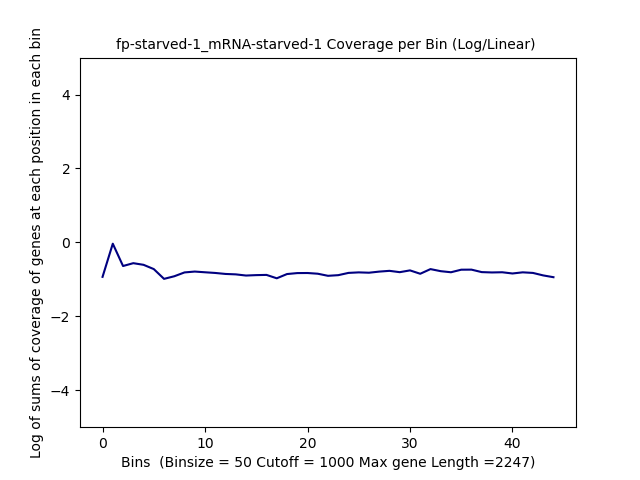 fp-starved-1_mRNA-starved-1 Coverage per Bin (Log/Linear)
Log of sums of coverage of genes at each position in each bin
4
2
0
−2
−4
0 10 20 30 40
Bins  (Binsize = 50 Cutoff = 1000 Max gene Length =2247)